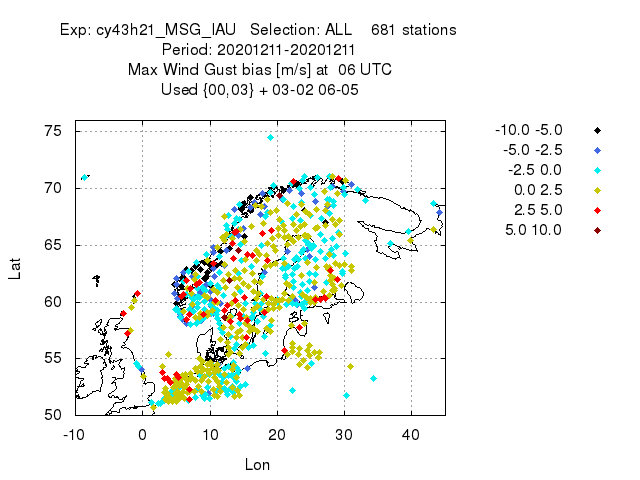 Exp: cy43h21_MSG_IAU Selection: ALL 681 stations
Period: 20201211-20201211
Max Wind Gust bias [m/s] at 06 UTC
Used {00,03} + 03-02 06-05
-10.0 -5.0
-5.0 -2.5
-2.5 0.0
0.0 2.5
2.5 5.0
5.0 10.0
75
70
65
60
55
50
Lat
-10 0 10 20 30 40
Lon